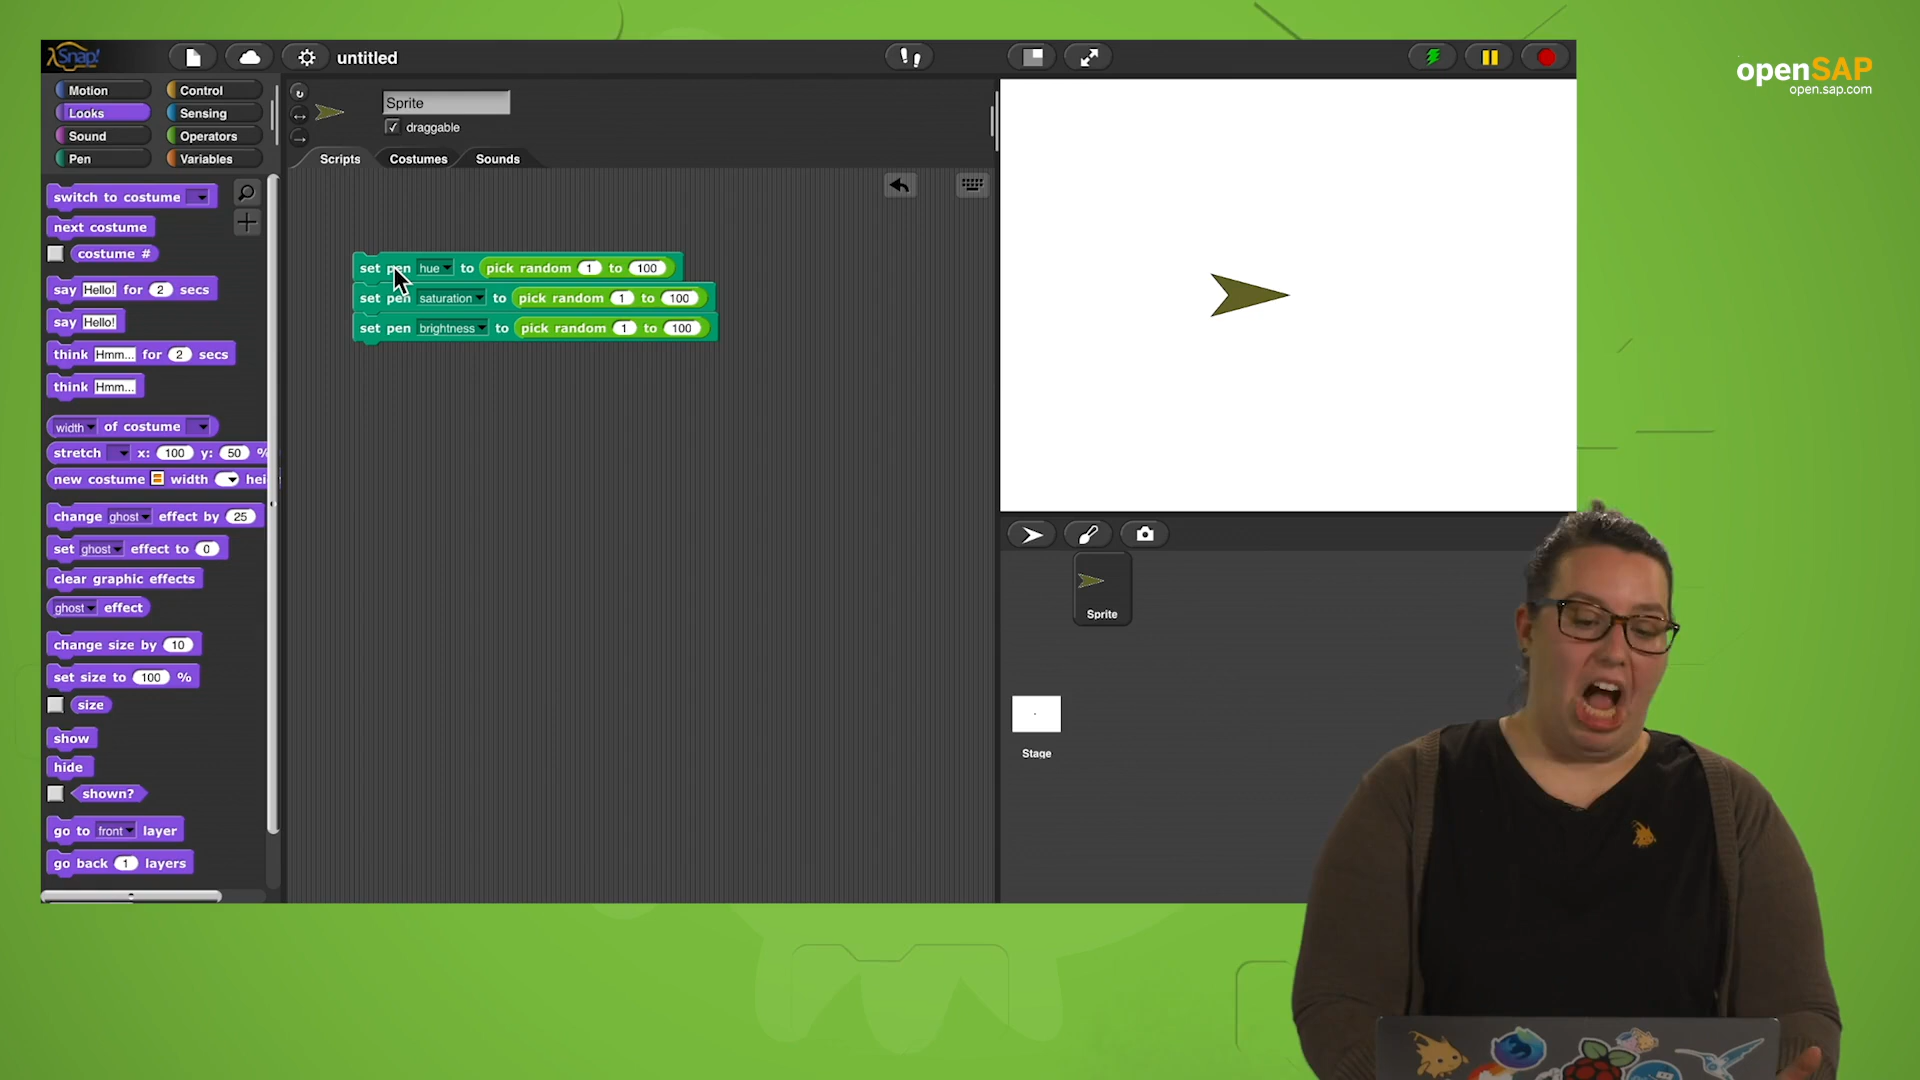 λSnap!
untitled
openSAP
open.sap.com
Motion
Control
Looks
Sensing
Sound
Operators
Pen
Variables
Sprite
draggable
Scripts
Costumes
Sounds
switch to costume
next costume
costume #
say Hello! for 2 secs
say Hello!
think Hmm... for 2 secs
think Hmm...
width of costume
stretch x: 100 y: 50 %
new costume width hei
change ghost effect by 25
set ghost effect to 0
clear graphic effects
ghost effect
change size by 10
set size to 100 %
size
show
hide
shown?
go to front layer
go back 1 layers
set pen hue to pick random 1 to 100
set pen saturation to pick random 1 to 100
set pen brightness to pick random 1 to 100
Sprite
Stage